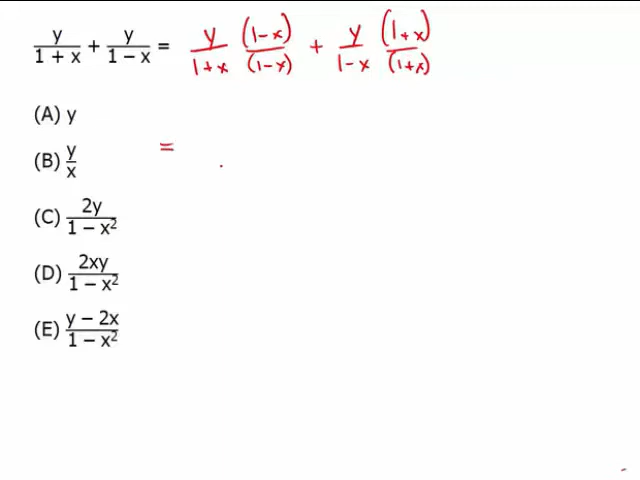 y/(1 + x) + y/(1 − x) = y/(1+x) (1−x)/(1−x) + y/(1−x) (1+x)/(1+x)
(A) y
(B) y/x
=
(C) 2y/(1 − x²)
(D) 2xy/(1 − x²)
(E) (y − 2x)/(1 − x²)